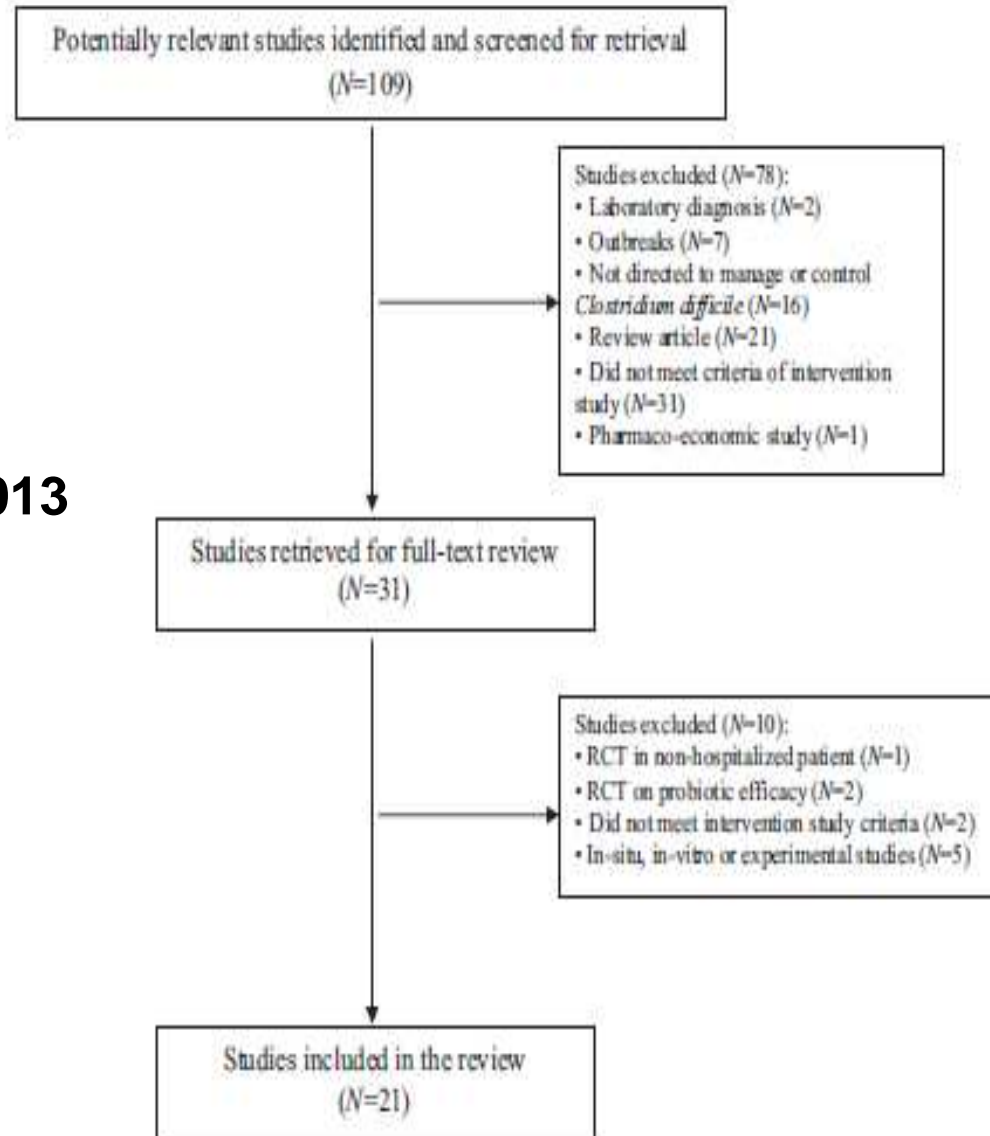 Potentially relevant studies identified and screened for retrieval
(N=109)
Studies excluded (N=78):
• Laboratory diagnosis (N=2)
• Outbreaks (N=7)
• Not directed to manage or control
Clostridium difficile (N=16)
• Review article (N=21)
• Did not meet criteria of intervention
study (N=31)
• Pharmaco-economic study (N=1)
013
Studies retrieved for full-text review
(N=31)
Studies excluded (N=10):
• RCT in non-hospitalized patient (N=1)
• RCT on probiotic efficacy (N=2)
• Did not meet intervention study criteria (N=2)
• In-situ, in-vitro or experimental studies (N=5)
Studies included in the review
(N=21)